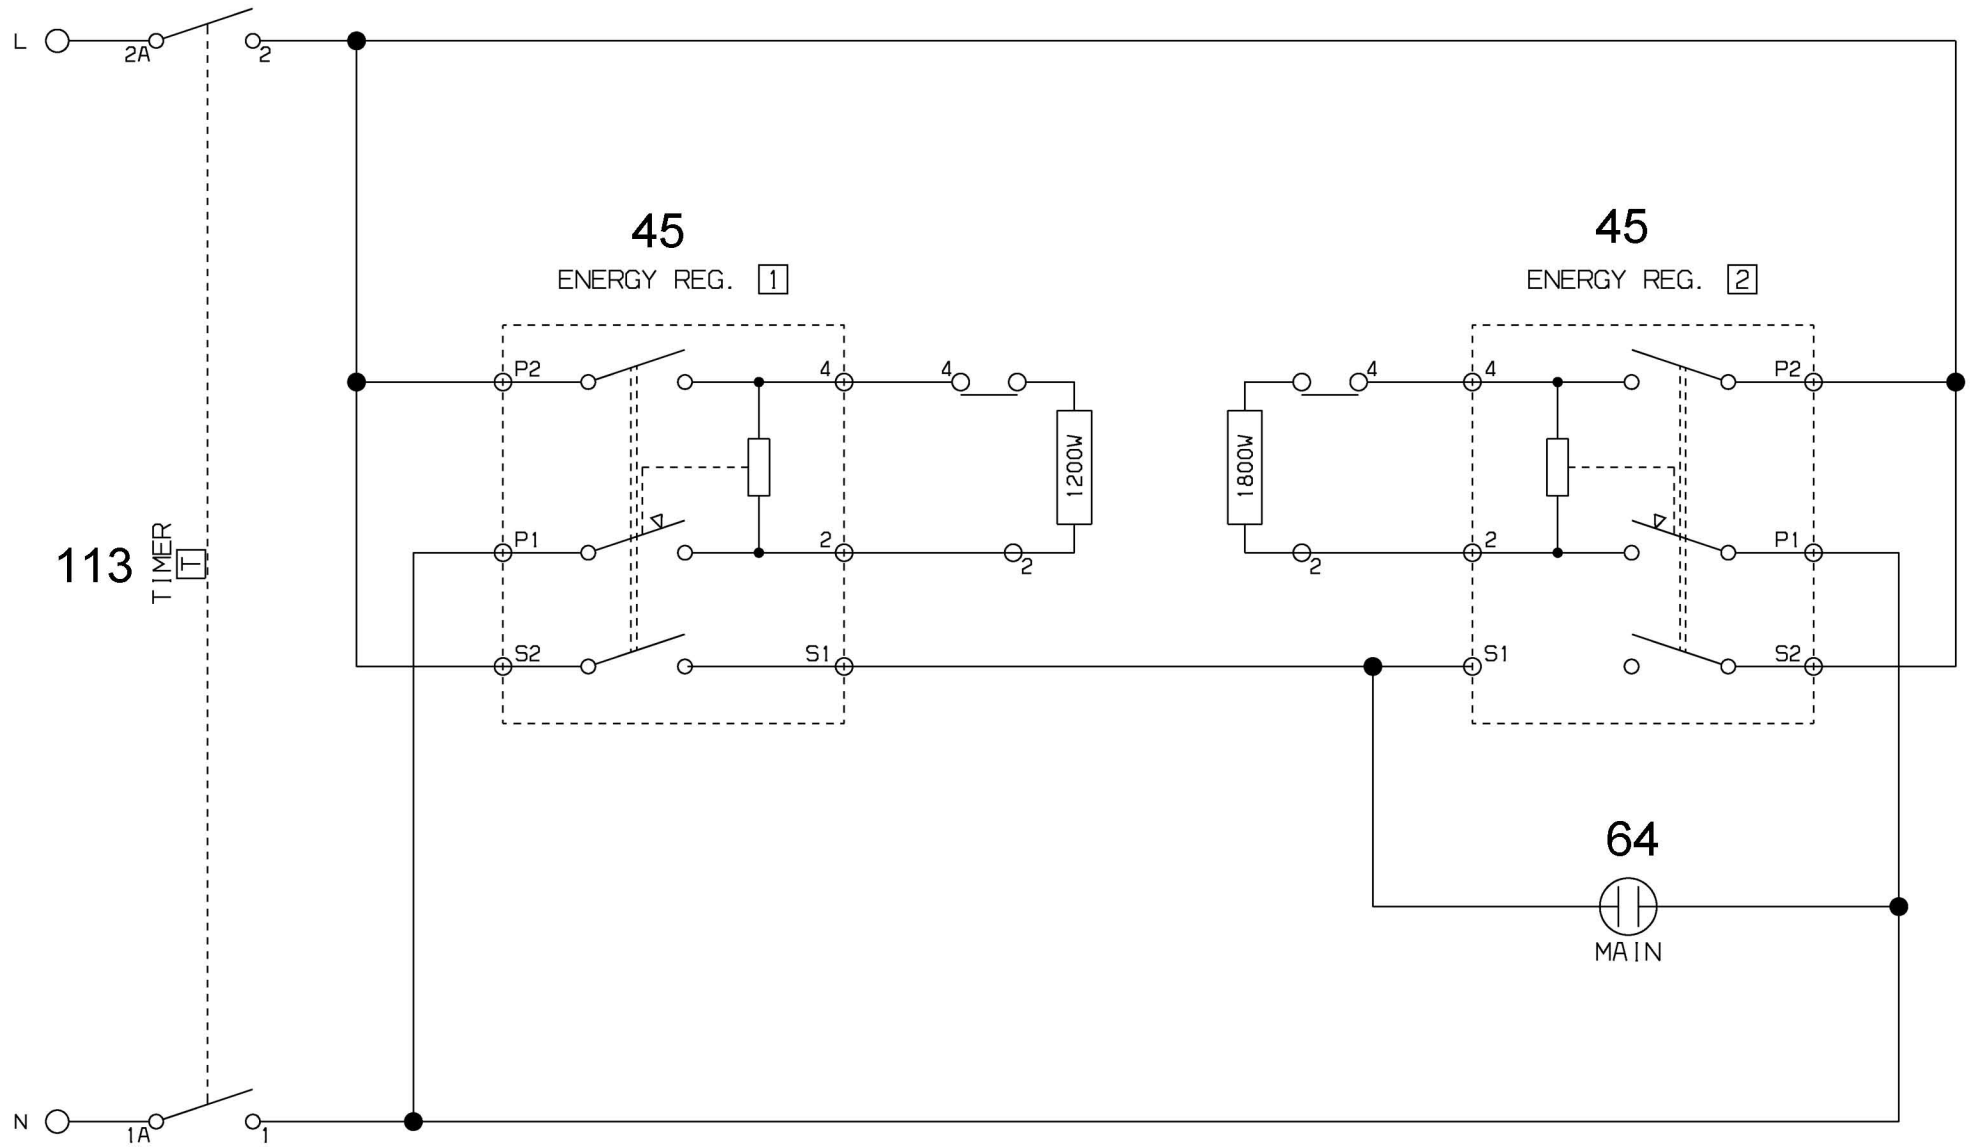 L
2A
2
45
45
ENERGY REG. 1
ENERGY REG. 2
P2
4
4
4
4
P2
1200W
1800W
113
TIMER
T
P1
2
2
2
2
P1
S2
S1
S1
S2
64
MAIN
N
1A
1